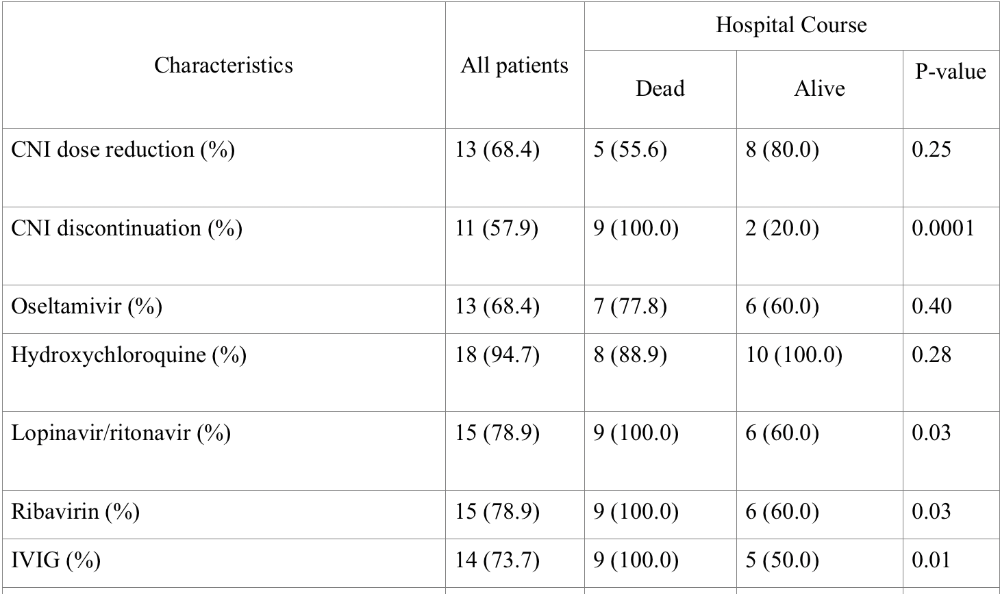 Characteristics All patients Hospital Course
Dead Alive P-value
CNI dose reduction (%) 13 (68.4) 5 (55.6) 8 (80.0) 0.25
CNI discontinuation (%) 11 (57.9) 9 (100.0) 2 (20.0) 0.0001
Oseltamivir (%) 13 (68.4) 7 (77.8) 6 (60.0) 0.40
Hydroxychloroquine (%) 18 (94.7) 8 (88.9) 10 (100.0) 0.28
Lopinavir/ritonavir (%) 15 (78.9) 9 (100.0) 6 (60.0) 0.03
Ribavirin (%) 15 (78.9) 9 (100.0) 6 (60.0) 0.03
IVIG (%) 14 (73.7) 9 (100.0) 5 (50.0) 0.01